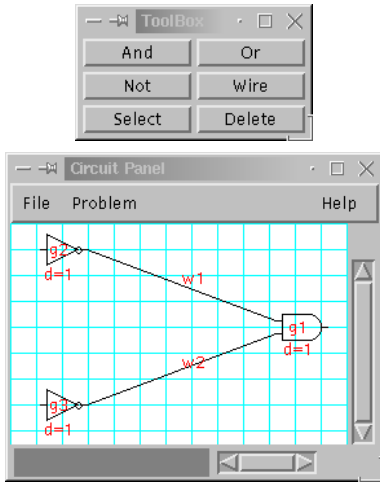 ToolBox
And Or
Not Wire
Select Delete
Circuit Panel
File Problem Help
g2
d=1
w1
g1
d=1
w2
g3
d=1